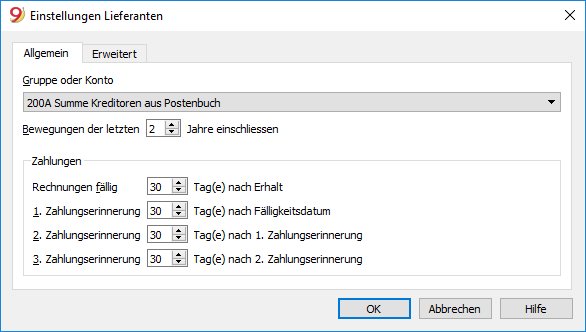 Einstellungen Lieferanten
Allgemein Erweitert
Gruppe oder Konto
200A Summe Kreditoren aus Postenbuch
Bewegungen der letzten 2 Jahre einschliessen
Zahlungen
Rechnungen fällig 30 Tag(e) nach Erhalt
1. Zahlungserinnerung 30 Tag(e) nach Fälligkeitsdatum
2. Zahlungserinnerung 30 Tag(e) nach 1. Zahlungserinnerung
3. Zahlungserinnerung 30 Tag(e) nach 2. Zahlungserinnerung
OK Abbrechen Hilfe